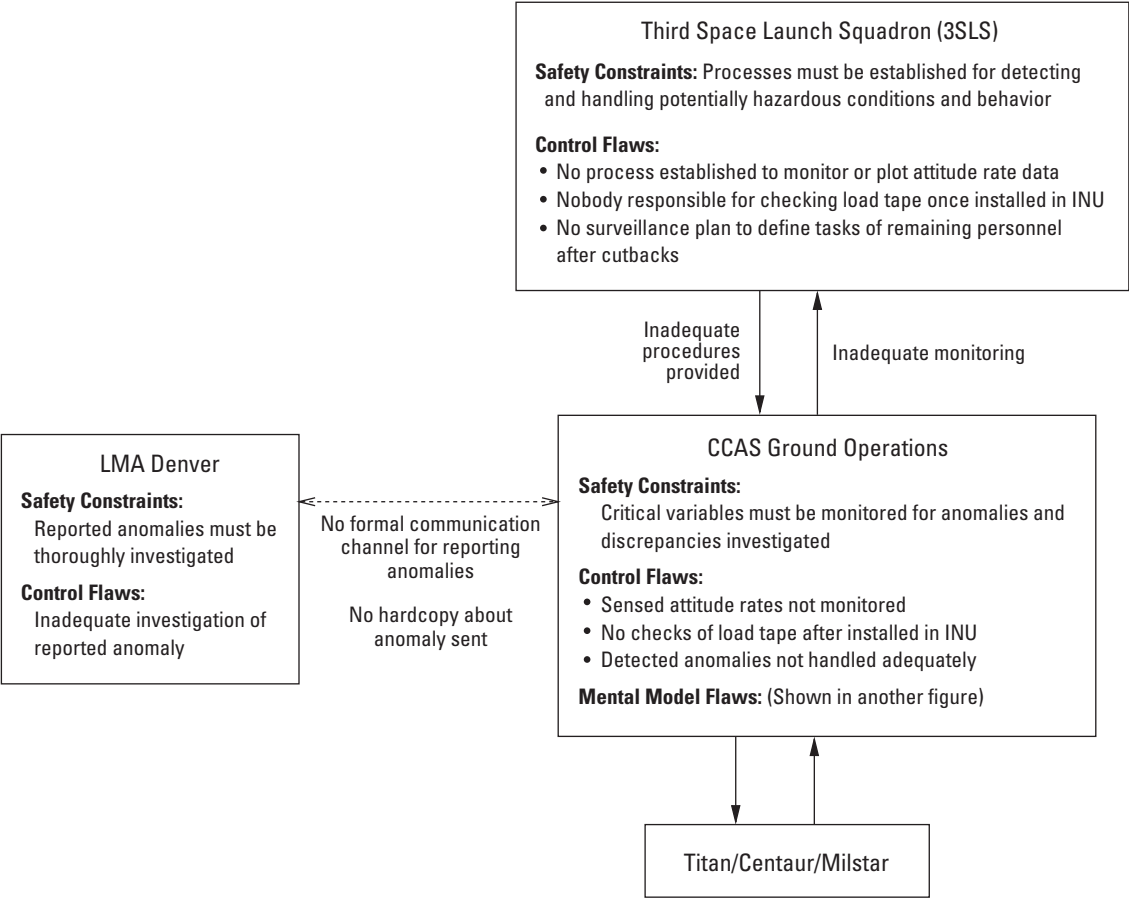 Third Space Launch Squadron (3SLS)
Safety Constraints: Processes must be established for detecting
and handling potentially hazardous conditions and behavior
Control Flaws:
• No process established to monitor or plot attitude rate data
• Nobody responsible for checking load tape once installed in INU
• No surveillance plan to define tasks of remaining personnel
after cutbacks
Inadequate
procedures
provided
Inadequate monitoring
LMA Denver
Safety Constraints:
Reported anomalies must be
thoroughly investigated
Control Flaws:
Inadequate investigation of
reported anomaly
No formal communication
channel for reporting
anomalies
No hardcopy about
anomaly sent
CCAS Ground Operations
Safety Constraints:
Critical variables must be monitored for anomalies and
discrepancies investigated
Control Flaws:
• Sensed attitude rates not monitored
• No checks of load tape after installed in INU
• Detected anomalies not handled adequately
Mental Model Flaws: (Shown in another figure)
Titan/Centaur/Milstar